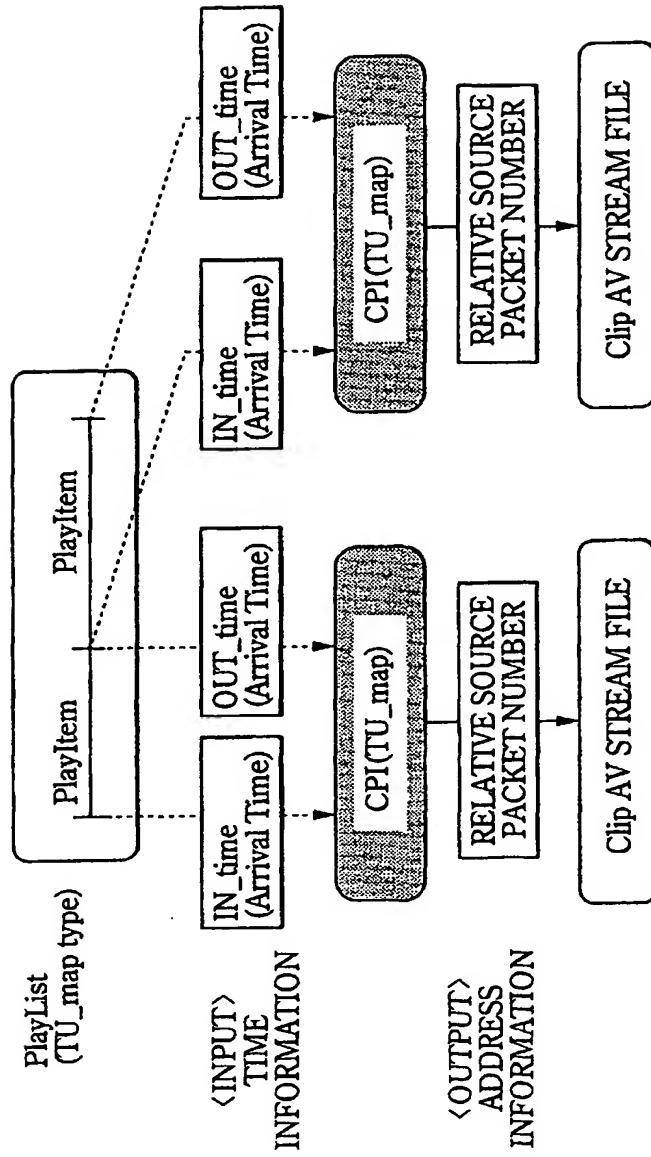 PlayList
(TU_map type)
PlayItem
PlayItem
<INPUT>
TIME
INFORMATION
IN_time
(Arrival Time)
OUT_time
(Arrival Time)
IN_time
(Arrival Time)
OUT_time
(Arrival Time)
CPI(TU_map)
CPI(TU_map)
<OUTPUT>
ADDRESS
INFORMATION
RELATIVE SOURCE
PACKET NUMBER
RELATIVE SOURCE
PACKET NUMBER
Clip AV STREAM FILE
Clip AV STREAM FILE